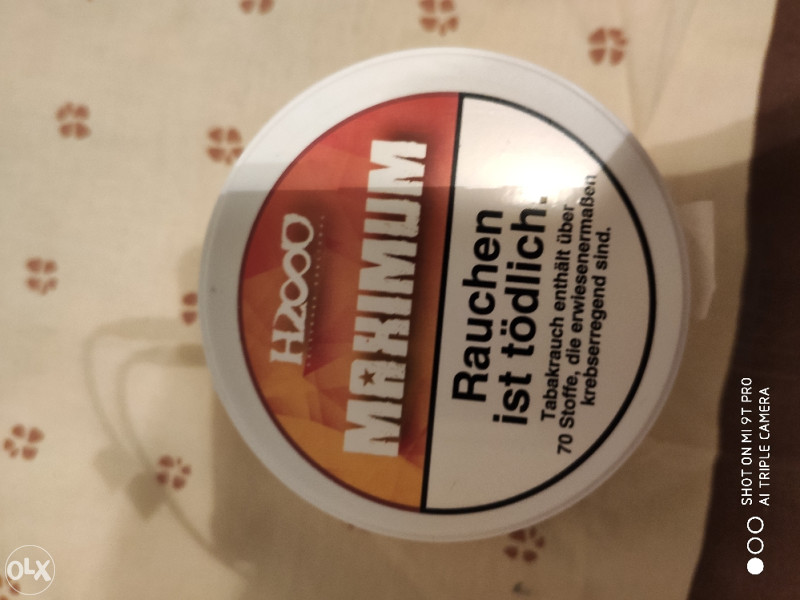 H2OOD
MAXIMUM
Rauchen
ist tödlich.
Tabakrauch enthält über
70 Stoffe, die erwiesenermaßen
krebserregend sind.
SHOT ON MI 9T PRO
AI TRIPLE CAMERA
OLX